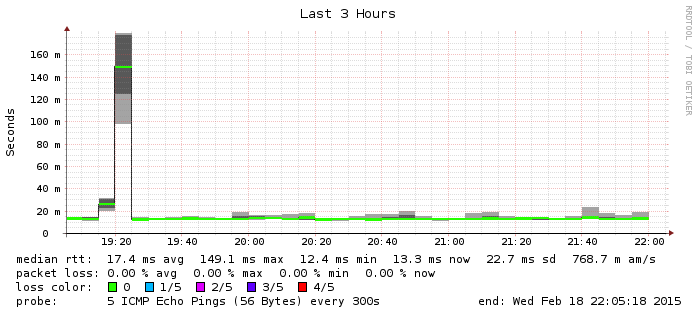 Last 3 Hours
RRDTOOL / TOBI OETIKER
Seconds
160 m
140 m
120 m
100 m
80 m
60 m
40 m
20 m
0
19:20 19:40 20:00 20:20 20:40 21:00 21:20 21:40 22:00
median rtt: 17.4 ms avg 149.1 ms max 12.4 ms min 13.3 ms now 22.7 ms sd 768.7 m am/s
packet loss: 0.00 % avg 0.00 % max 0.00 % min 0.00 % now
loss color: 0 1/5 2/5 3/5 4/5
probe: 5 ICMP Echo Pings (56 Bytes) every 300s end: Wed Feb 18 22:05:18 2015